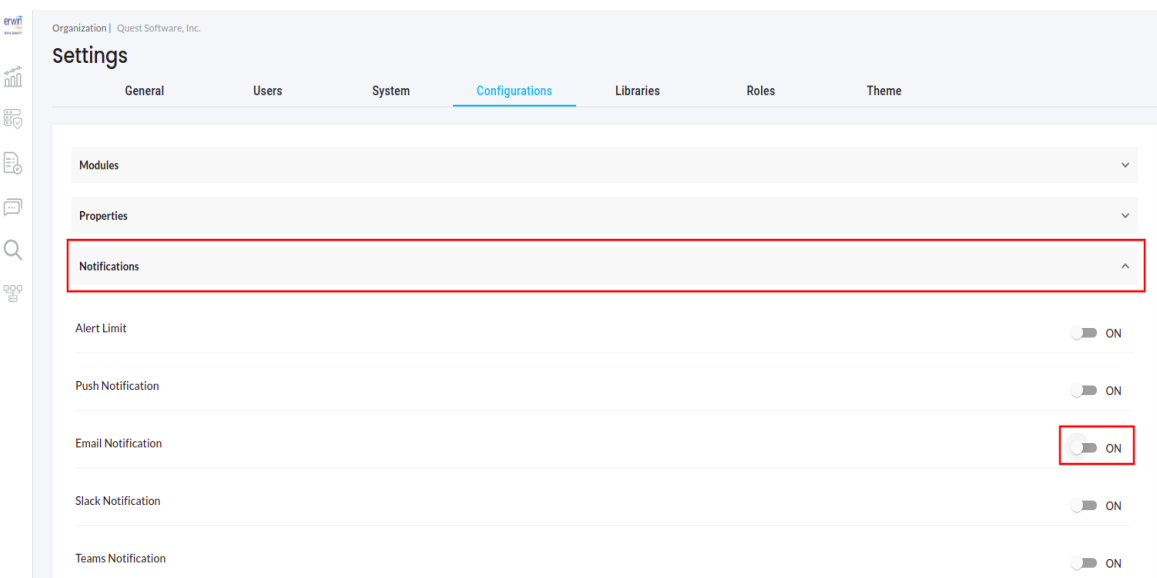 erwin
Organization | Quest Software, Inc.
Settings
General Users System Configurations Libraries Roles Theme
Modules
Properties
Notifications
Alert Limit ON
Push Notification ON
Email Notification ON
Slack Notification ON
Teams Notification ON